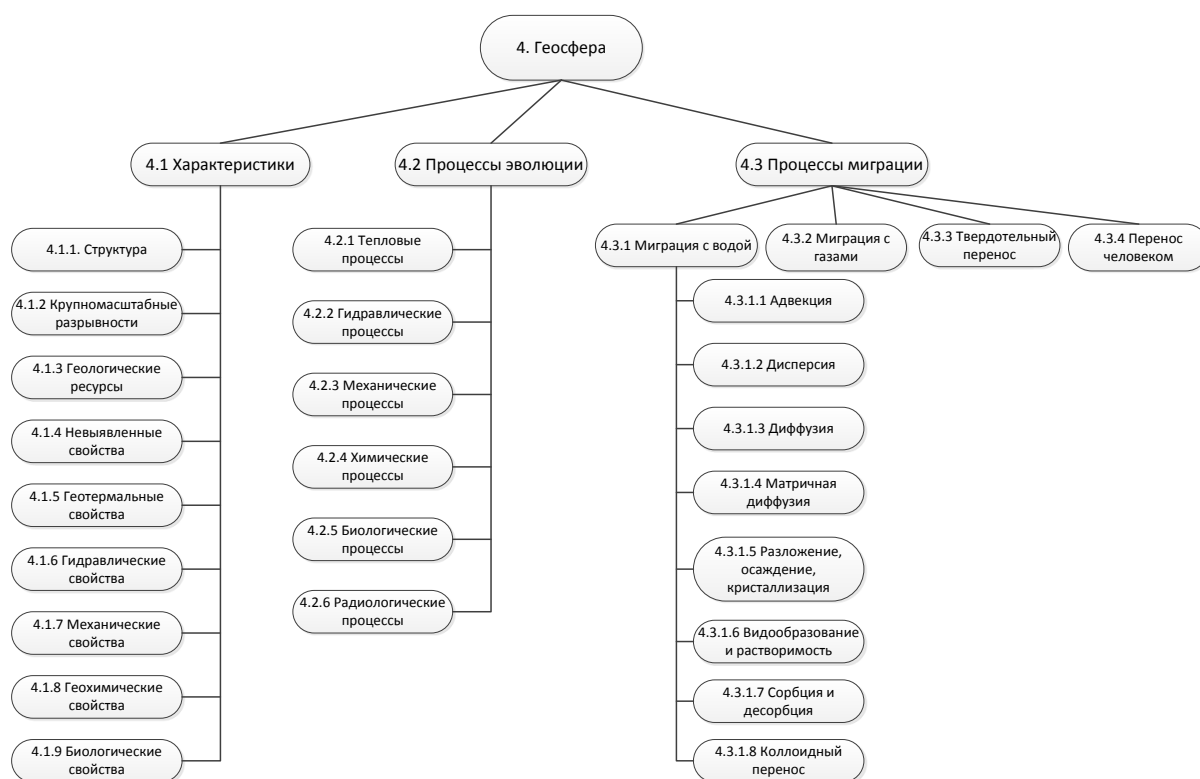 4. Геосфера
4.1 Характеристики
4.2 Процессы эволюции
4.3 Процессы миграции
4.1.1. Структура
4.1.2 Крупномасштабные
разрывности
4.1.3 Геологические
ресурсы
4.1.4 Невыявленные
свойства
4.1.5 Геотермальные
свойства
4.1.6 Гидравлические
свойства
4.1.7 Механические
свойства
4.1.8 Геохимические
свойства
4.1.9 Биологические
свойства
4.2.1 Тепловые
процессы
4.2.2 Гидравлические
процессы
4.2.3 Механические
процессы
4.2.4 Химические
процессы
4.2.5 Биологические
процессы
4.2.6 Радиологические
процессы
4.3.1 Миграция с водой
4.3.2 Миграция с
газами
4.3.3 Твердотельный
перенос
4.3.4 Перенос
человеком
4.3.1.1 Адвекция
4.3.1.2 Дисперсия
4.3.1.3 Диффузия
4.3.1.4 Матричная
диффузия
4.3.1.5 Разложение,
осаждение,
кристаллизация
4.3.1.6 Видообразование
и растворимость
4.3.1.7 Сорбция и
десорбция
4.3.1.8 Коллоидный
перенос